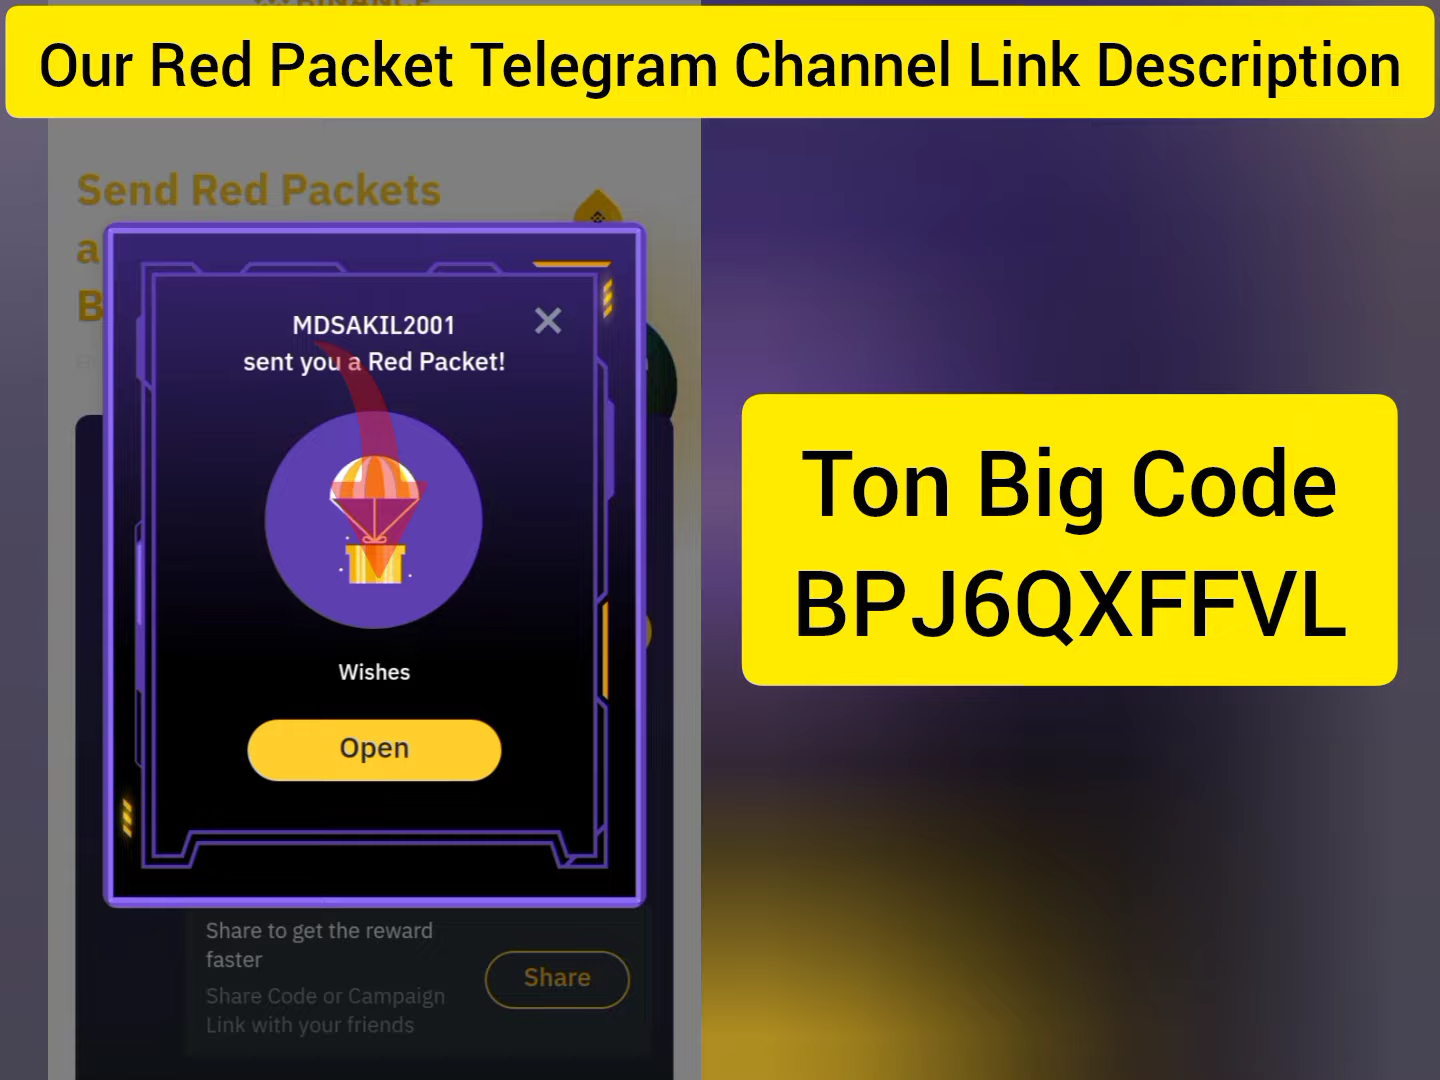 BINANCE
Our Red Packet Telegram Channel Link Description
Send Red Packets
a
B
MDSAKIL2001
sent you a Red Packet!
Wishes
Open
Ton Big Code
BPJ6QXFFVL
Share to get the reward
faster
Share
Share Code or Campaign
Link with your friends